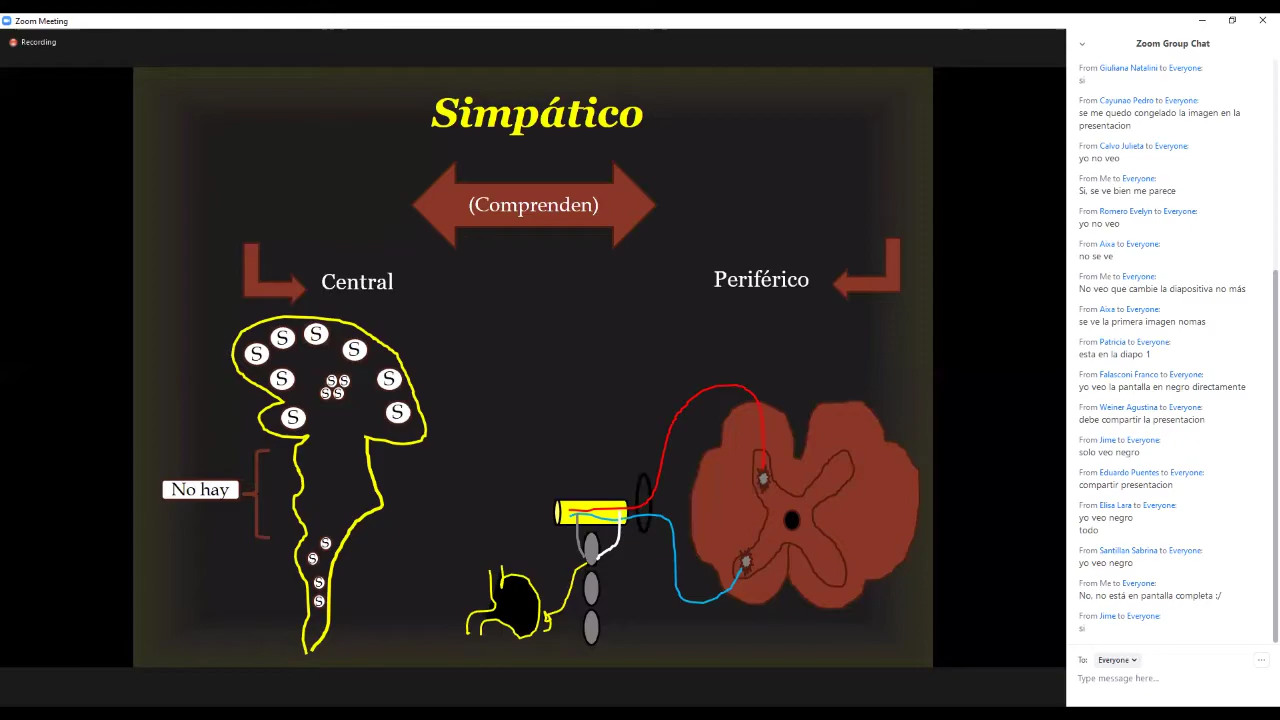 Zoom Meeting
Recording
Simpático
(Comprenden)
Central
Periférico
S
S
S
S
S
S
S
S
S
S
S
S
No hay
S
S
S
S
Zoom Group Chat
From Giuliana Natalini to Everyone:
si
From Cayunao Pedro to Everyone:
se me quedo congelado la imagen en la
presentacion
From Calvo Julieta to Everyone:
yo no veo
From Me to Everyone:
Si, se ve bien me parece
From Romero Evelyn to Everyone:
yo no veo
From Aixa to Everyone:
no se ve
From Me to Everyone:
No veo que cambie la diapositiva no más
From Aixa to Everyone:
se ve la primera imagen nomas
From Patricia to Everyone:
esta en la diapo 1
From Falasconi Franco to Everyone:
yo veo la pantalla en negro directamente
From Weiner Agustina to Everyone:
debe compartir la presentacion
From Jime to Everyone:
solo veo negro
From Eduardo Puentes to Everyone:
compartir presentacion
From Elisa Lara to Everyone:
yo veo negro
todo
From Santillan Sabrina to Everyone:
yo veo negro
From Me to Everyone:
No, no está en pantalla completa :/
From Jime to Everyone:
si
To: Everyone
Type message here...